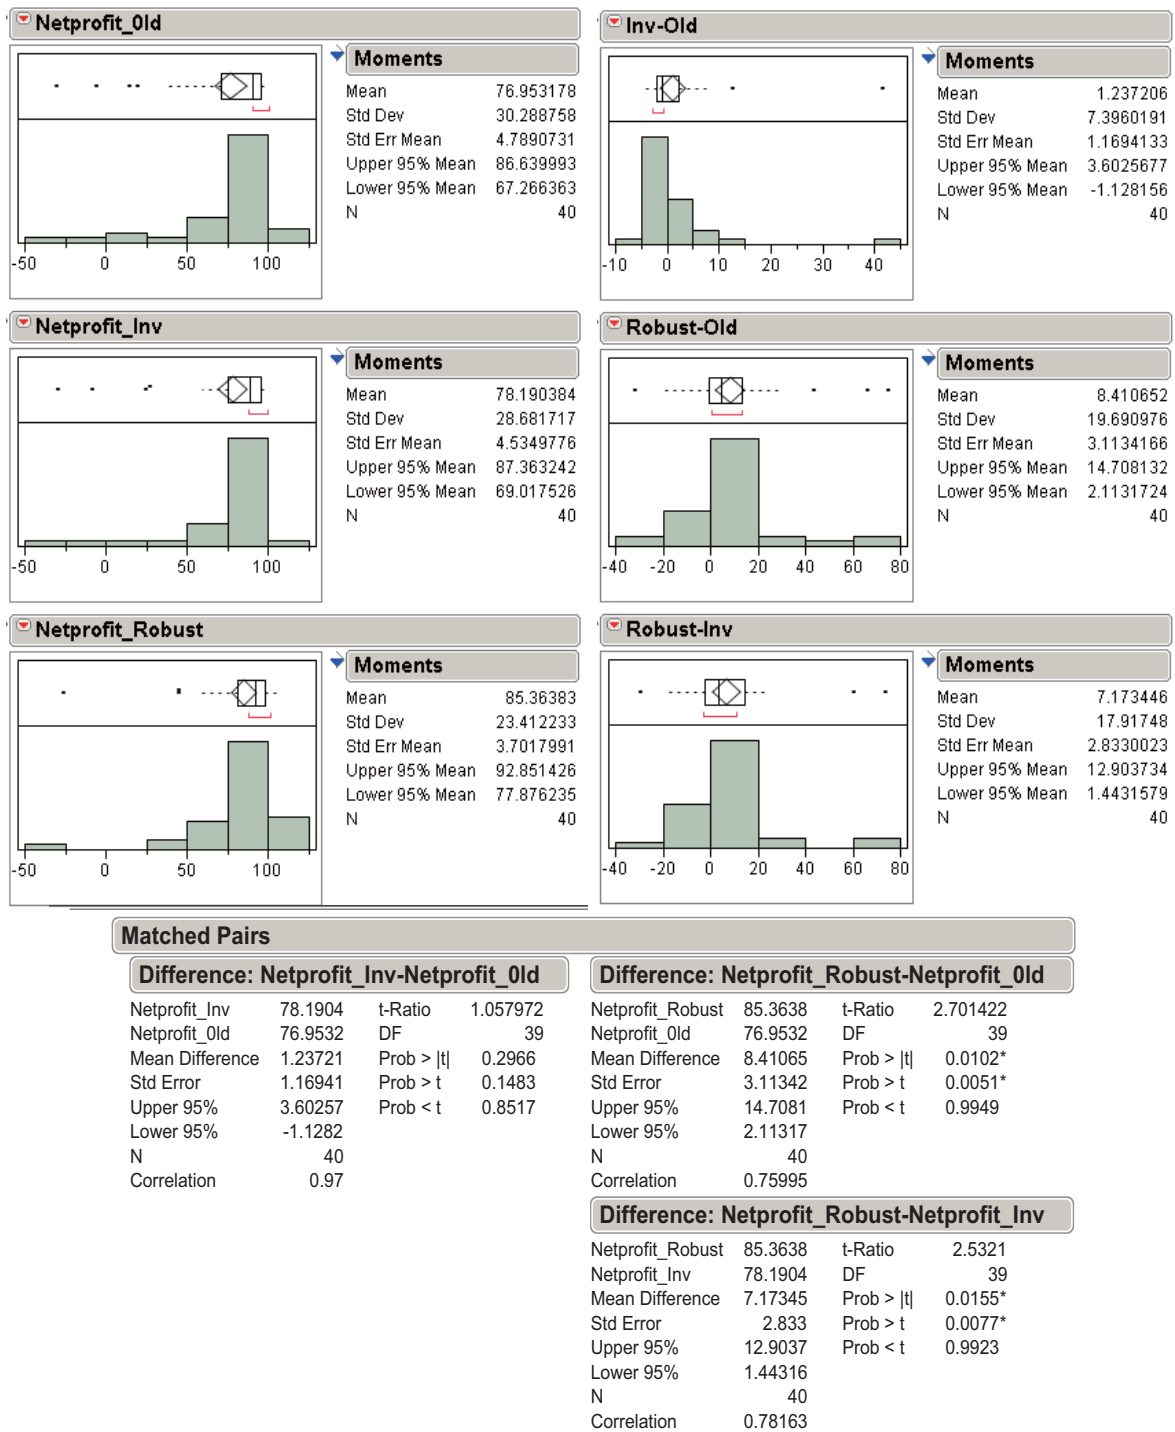 Netprofit_0ld
Moments
Mean 76.953178
Std Dev 30.288758
Std Err Mean 4.7890731
Upper 95% Mean 86.639993
Lower 95% Mean 67.266363
N 40
-50 0 50 100
Inv-Old
Moments
Mean 1.237206
Std Dev 7.3960191
Std Err Mean 1.1694133
Upper 95% Mean 3.6025677
Lower 95% Mean -1.128156
N 40
-10 0 10 20 30 40
Netprofit_Inv
Moments
Mean 78.190384
Std Dev 28.681717
Std Err Mean 4.5349776
Upper 95% Mean 87.363242
Lower 95% Mean 69.017526
N 40
-50 0 50 100
Robust-Old
Moments
Mean 8.410652
Std Dev 19.690976
Std Err Mean 3.1134166
Upper 95% Mean 14.708132
Lower 95% Mean 2.1131724
N 40
-40 -20 0 20 40 60 80
Netprofit_Robust
Moments
Mean 85.36383
Std Dev 23.412233
Std Err Mean 3.7017991
Upper 95% Mean 92.851426
Lower 95% Mean 77.876235
N 40
-50 0 50 100
Robust-Inv
Moments
Mean 7.173446
Std Dev 17.91748
Std Err Mean 2.8330023
Upper 95% Mean 12.903734
Lower 95% Mean 1.4431579
N 40
-40 -20 0 20 40 60 80
Matched Pairs
Difference: Netprofit_Inv-Netprofit_0ld
Netprofit_Inv 78.1904 t-Ratio 1.057972
Netprofit_0ld 76.9532 DF 39
Mean Difference 1.23721 Prob > |t| 0.2966
Std Error 1.16941 Prob > t 0.1483
Upper 95% 3.60257 Prob < t 0.8517
Lower 95% -1.1282
N 40
Correlation 0.97
Difference: Netprofit_Robust-Netprofit_0ld
Netprofit_Robust 85.3638 t-Ratio 2.701422
Netprofit_0ld 76.9532 DF 39
Mean Difference 8.41065 Prob > |t| 0.0102*
Std Error 3.11342 Prob > t 0.0051*
Upper 95% 14.7081 Prob < t 0.9949
Lower 95% 2.11317
N 40
Correlation 0.75995
Difference: Netprofit_Robust-Netprofit_Inv
Netprofit_Robust 85.3638 t-Ratio 2.5321
Netprofit_Inv 78.1904 DF 39
Mean Difference 7.17345 Prob > |t| 0.0155*
Std Error 2.833 Prob > t 0.0077*
Upper 95% 12.9037 Prob < t 0.9923
Lower 95% 1.44316
N 40
Correlation 0.78163